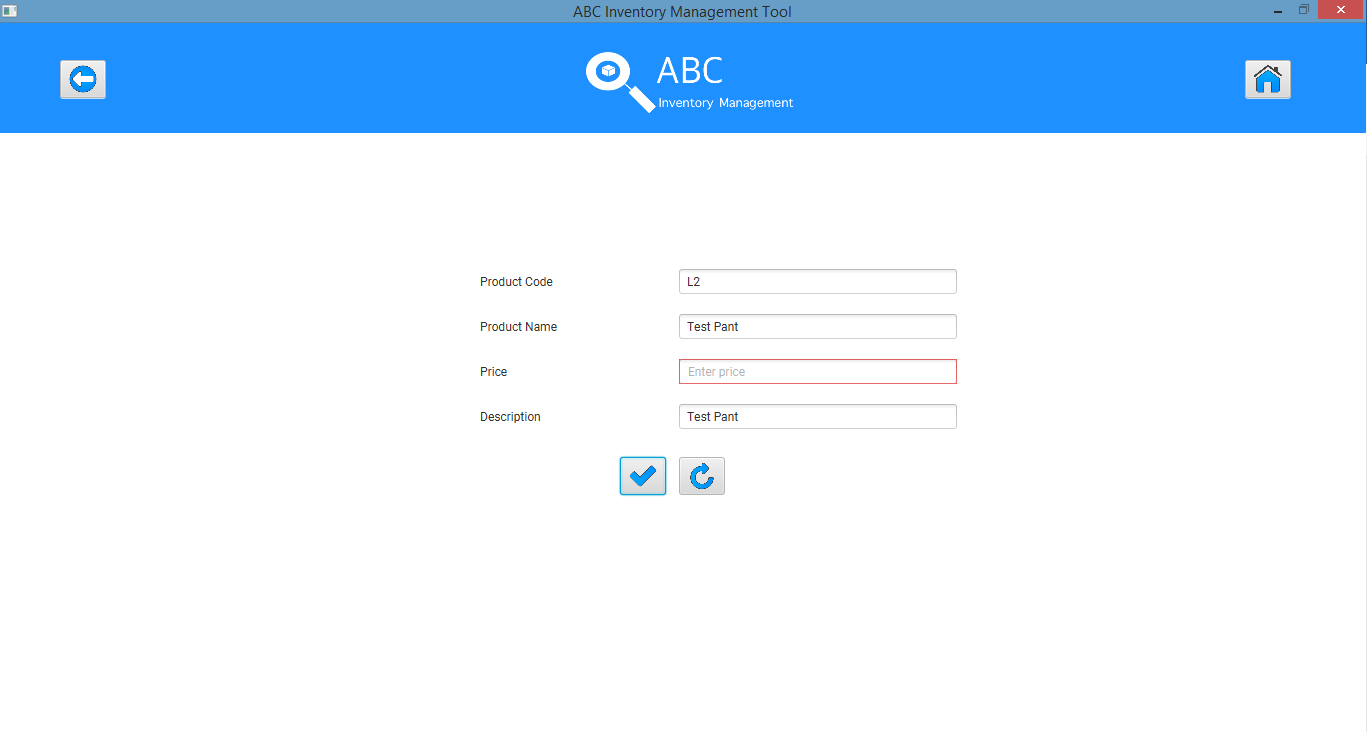 ABC Inventory Management Tool
ABC
Inventory Management
Product Code L2
Product Name Test Pant
Price Enter price
Description Test Pant